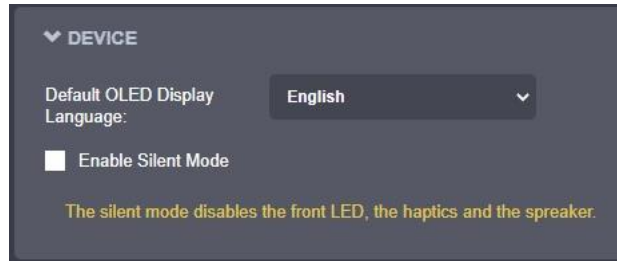 DEVICE
Default OLED Display
Language:
English
Enable Silent Mode
The silent mode disables the front LED, the haptics and the spreaker.